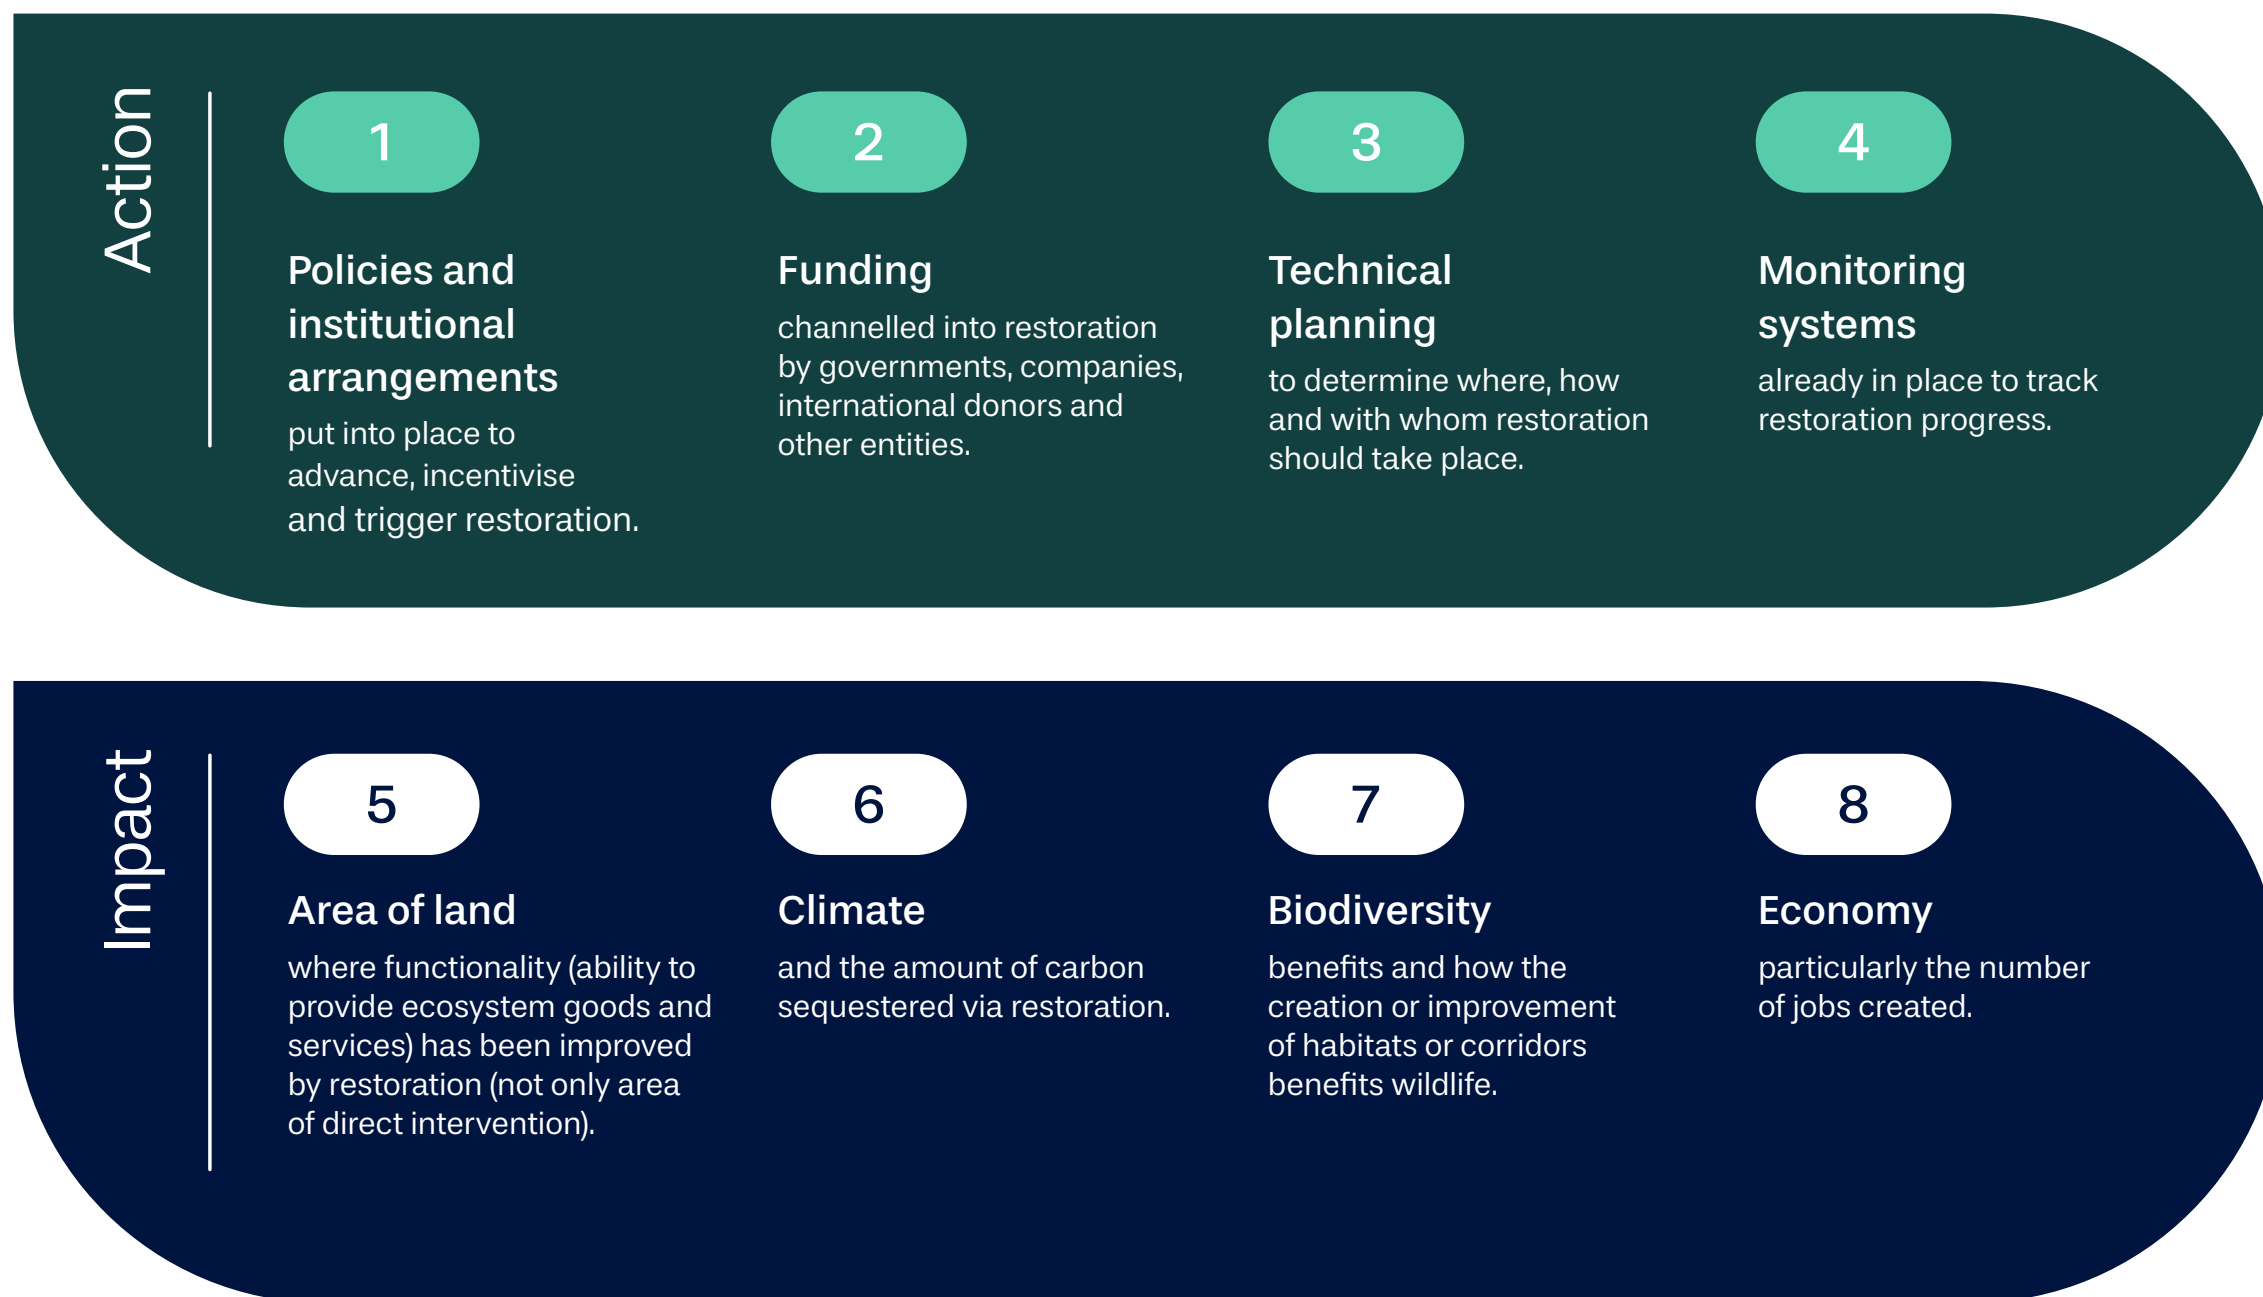 Action
1
Policies and
institutional
arrangements
put into place to
advance, incentivise
and trigger restoration.
2
Funding
channelled into restoration
by governments, companies,
international donors and
other entities.
3
Technical
planning
to determine where, how
and with whom restoration
should take place.
4
Monitoring
systems
already in place to track
restoration progress.
Impact
5
Area of land
where functionality (ability to
provide ecosystem goods and
services) has been improved
by restoration (not only area
of direct intervention).
6
Climate
and the amount of carbon
sequestered via restoration.
7
Biodiversity
benefits and how the
creation or improvement
of habitats or corridors
benefits wildlife.
8
Economy
particularly the number
of jobs created.